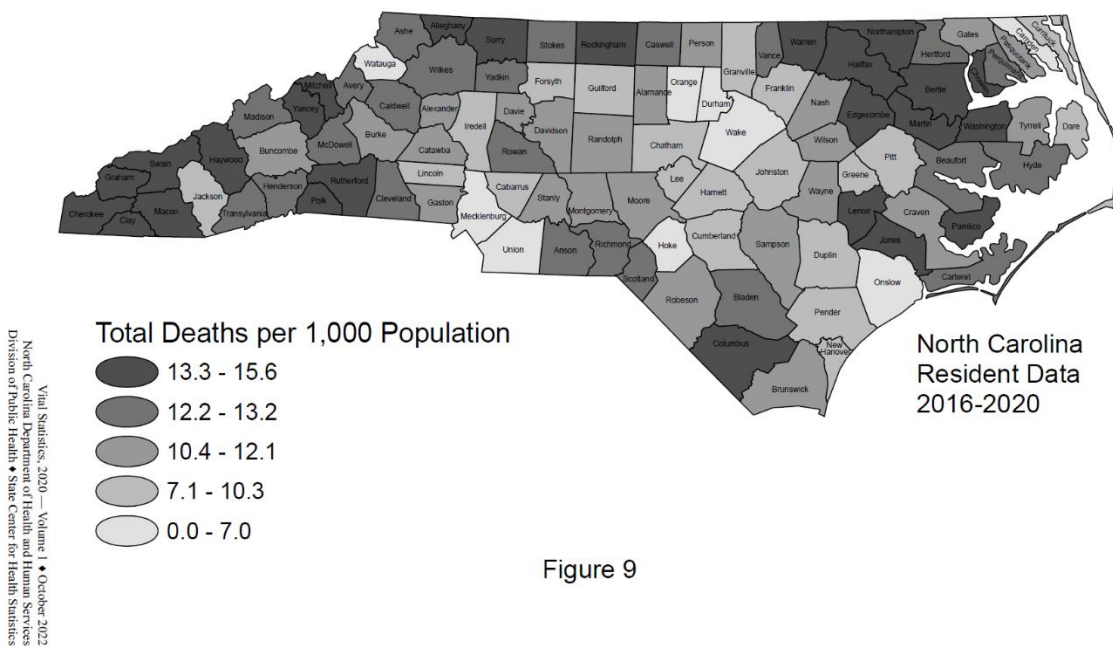 Ashe
Alleghany
Surry
Stokes
Rockingham
Caswell
Person
Granville
Vance
Warren
Northampton
Gates
Hertford
Halifax
Camden
Currituck
Pasquotank
Perquimans
Chowan
Bertie
Watauga
Wilkes
Yadkin
Forsyth
Guilford
Alamance
Orange
Durham
Franklin
Nash
Edgecombe
Martin
Washington
Tyrrell
Dare
Mitchell
Avery
Yancey
Madison
Caldwell
Alexander
Iredell
Davie
Davidson
Randolph
Chatham
Wake
Wilson
Pitt
Beaufort
Hyde
Buncombe
McDowell
Burke
Catawba
Rowan
Haywood
Swain
Graham
Jackson
Henderson
Rutherford
Polk
Cleveland
Lincoln
Gaston
Cabarrus
Stanly
Montgomery
Moore
Lee
Harnett
Johnston
Wayne
Greene
Lenoir
Craven
Pamlico
Cherokee
Clay
Macon
Transylvania
Mecklenburg
Union
Anson
Richmond
Scotland
Hoke
Cumberland
Sampson
Duplin
Jones
Onslow
Carteret
Robeson
Bladen
Pender
Columbus
Brunswick
New
Hanover
Total Deaths per 1,000 Population
13.3 - 15.6
12.2 - 13.2
10.4 - 12.1
7.1 - 10.3
0.0 - 7.0
North Carolina
Resident Data
2016-2020
Figure 9
Vital Statistics, 2020 — Volume 1 ♦ October 2022
North Carolina Department of Health and Human Services
Division of Public Health ♦ State Center for Health Statistics